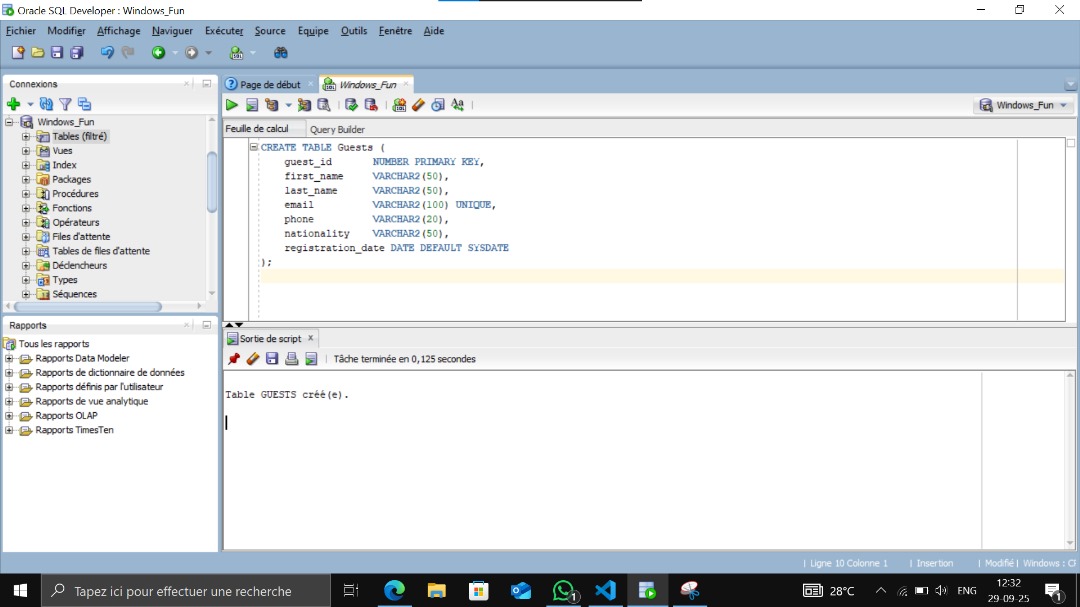 Oracle SQL Developer : Windows_Fun
Fichier Modifier Affichage Naviguer Exécuter Source Equipe Outils Fenêtre Aide
Connexions
Page de début
Windows_Fun
Windows_Fun
Windows_Fun
Tables (filtré)
Vues
Index
Packages
Procédures
Fonctions
Opérateurs
Files d'attente
Tables de files d'attente
Déclencheurs
Types
Séquences
Feuille de calcul Query Builder
CREATE TABLE Guests (
guest_id NUMBER PRIMARY KEY,
first_name VARCHAR2(50),
last_name VARCHAR2(50),
email VARCHAR2(100) UNIQUE,
phone VARCHAR2(20),
nationality VARCHAR2(50),
registration_date DATE DEFAULT SYSDATE
);
Rapports
Tous les rapports
Rapports Data Modeler
Rapports de dictionnaire de données
Rapports définis par l'utilisateur
Rapports de vue analytique
Rapports OLAP
Rapports TimesTen
Sortie de script x
Tâche terminée en 0,125 secondes
Table GUESTS créé(e).
| Ligne 10 Colonne 1 | Insertion | Modifié | Windows : C
Tapez ici pour effectuer une recherche
1
28°C
ENG
12:32
29-09-25
1